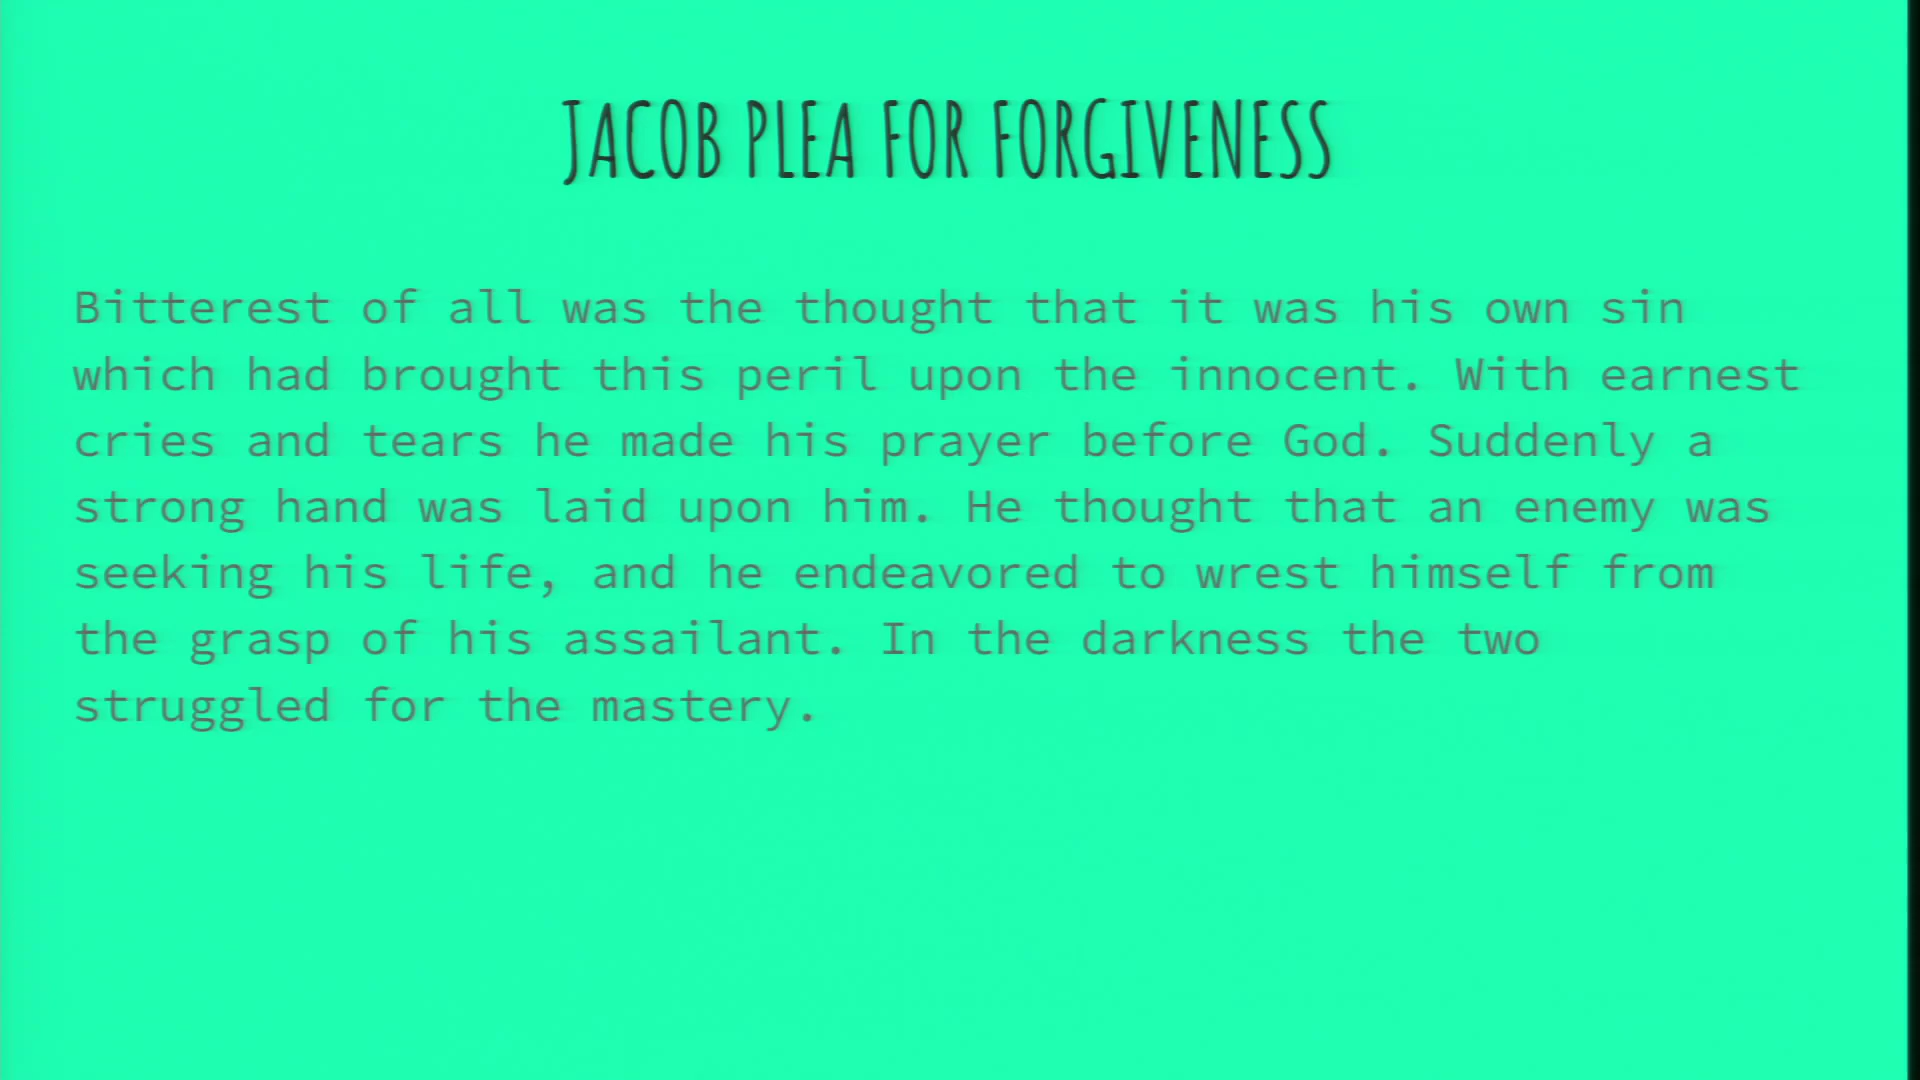 JACOB PLEA FOR FORGIVENESS
Bitterest of all was the thought that it was his own sin
which had brought this peril upon the innocent. With earnest
cries and tears he made his prayer before God. Suddenly a
strong hand was laid upon him. He thought that an enemy was
seeking his life, and he endeavored to wrest himself from
the grasp of his assailant. In the darkness the two
struggled for the mastery.